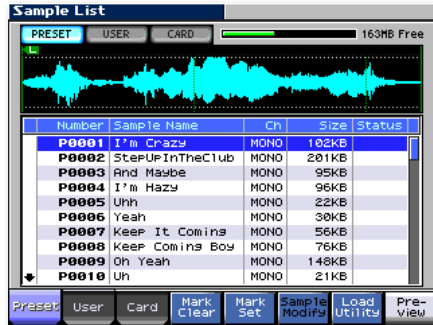 Sample List
PRESET USER CARD 163MB Free
L
Number Sample Name Ch Size Status
P0001 I'm Crazy MONO 102KB
P0002 StepUpInTheClub MONO 201KB
P0003 And Maybe MONO 95KB
P0004 I'm Hazy MONO 96KB
P0005 Uhh MONO 22KB
P0006 Yeah MONO 30KB
P0007 Keep It Coming MONO 56KB
P0008 Keep Coming Boy MONO 76KB
P0009 Oh Yeah MONO 148KB
P0010 Uh MONO 21KB
Preset User Card Mark Clear Mark Set Sample Modify Load Utility Pre-view